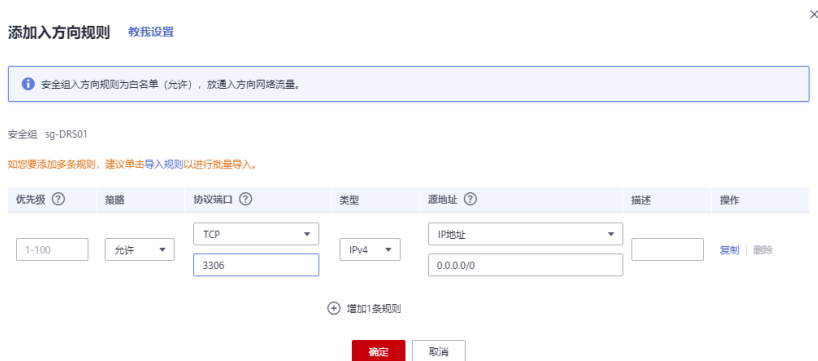 添加入方向规则 教我设置
安全组入方向规则为白名单（允许），放通入方向网络流量。
安全组 sg-DRS01
如您要添加多条规则，建议单击导入规则以进行批量导入。
优先级 ? 策略 协议端口 ? 类型 源地址 ? 描述 操作
1-100 允许 TCP IPv4 IP地址 复制 删除
3306 0.0.0.0/0
增加1条规则
确定 取消